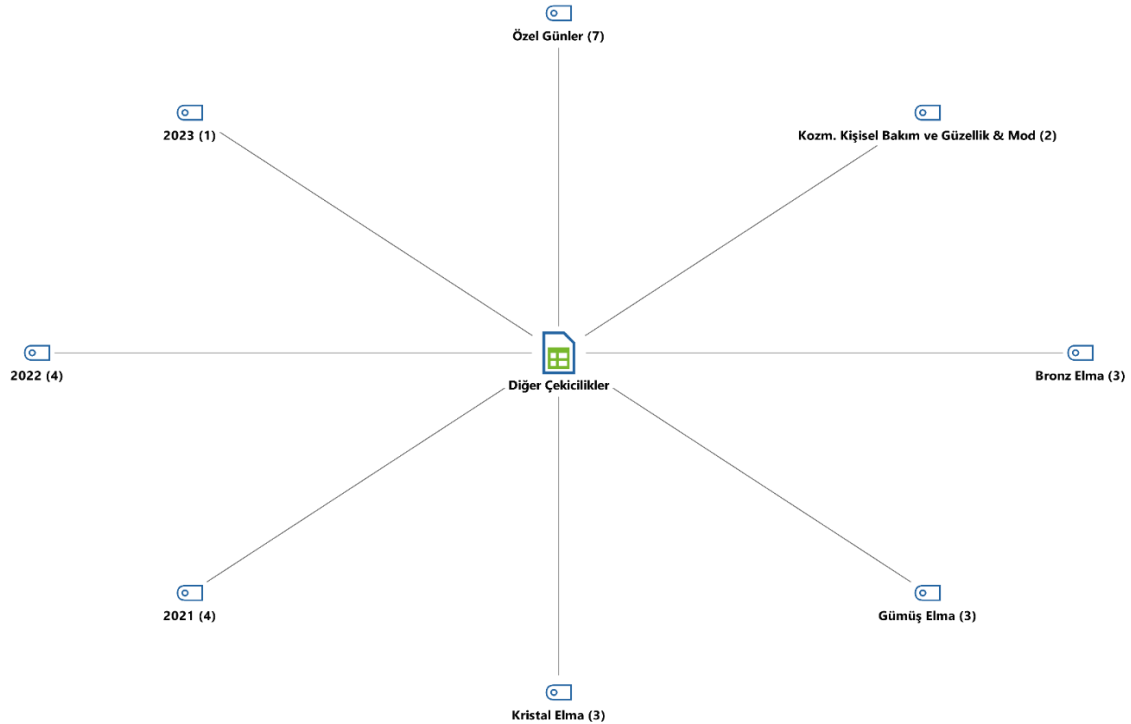 Özel Günler (7)
2023 (1)
Kozm. Kişisel Bakım ve Güzellik & Mod (2)
2022 (4)
Diğer Çekicilikler
Bronz Elma (3)
2021 (4)
Gümüş Elma (3)
Kristal Elma (3)